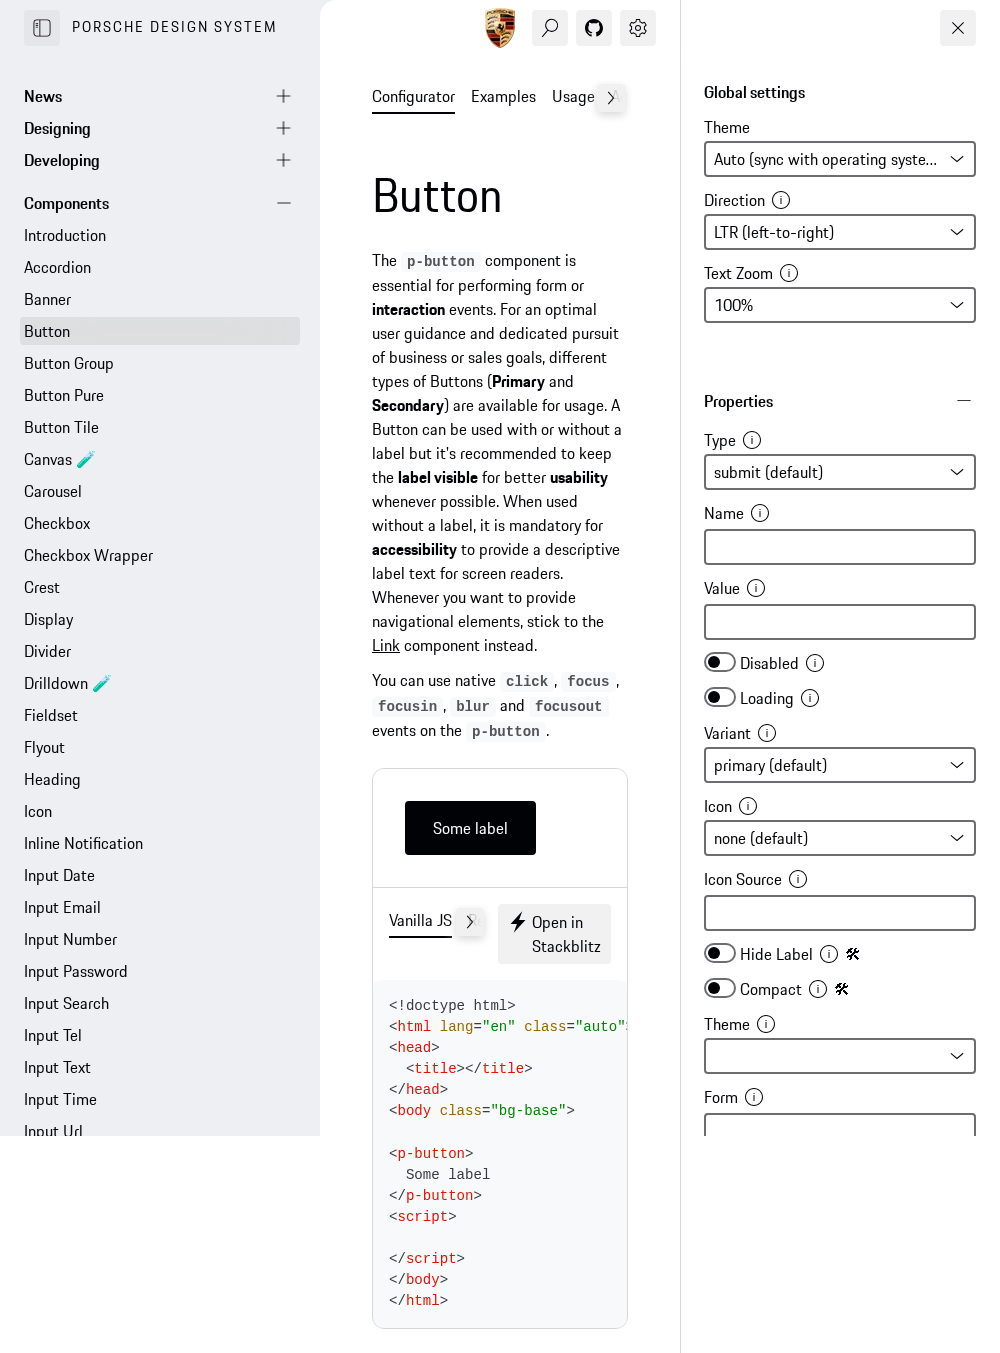 PORSCHE DESIGN SYSTEM
News
Designing
Developing
Components
Introduction
Accordion
Banner
Button
Button Group
Button Pure
Button Tile
Canvas 🧪
Carousel
Checkbox
Checkbox Wrapper
Crest
Display
Divider
Drilldown 🧪
Fieldset
Flyout
Heading
Icon
Inline Notification
Input Date
Input Email
Input Number
Input Password
Input Search
Input Tel
Input Text
Input Time
Input Url
Configurator Examples Usage
Button
The p-button component is
essential for performing form or
interaction events. For an optimal
user guidance and dedicated pursuit
of business or sales goals, different
types of Buttons (Primary and
Secondary) are available for usage. A
Button can be used with or without a
label but it's recommended to keep
the label visible for better usability
whenever possible. When used
without a label, it is mandatory for
accessibility to provide a descriptive
label text for screen readers.
Whenever you want to provide
navigational elements, stick to the
Link component instead.
You can use native click , focus ,
focusin , blur and focusout
events on the p-button .
Some label
Vanilla JS
Open in
Stackblitz
<!doctype html>
<html lang="en" class="auto">
<head>
  <title></title>
</head>
<body class="bg-base">
<p-button>
  Some label
</p-button>
<script>
</script>
</body>
</html>
Global settings
Theme
Auto (sync with operating syste...
Direction
LTR (left-to-right)
Text Zoom
100%
Properties
Type
submit (default)
Name
Value
Disabled
Loading
Variant
primary (default)
Icon
none (default)
Icon Source
Hide Label 🛠
Compact 🛠
Theme
Form